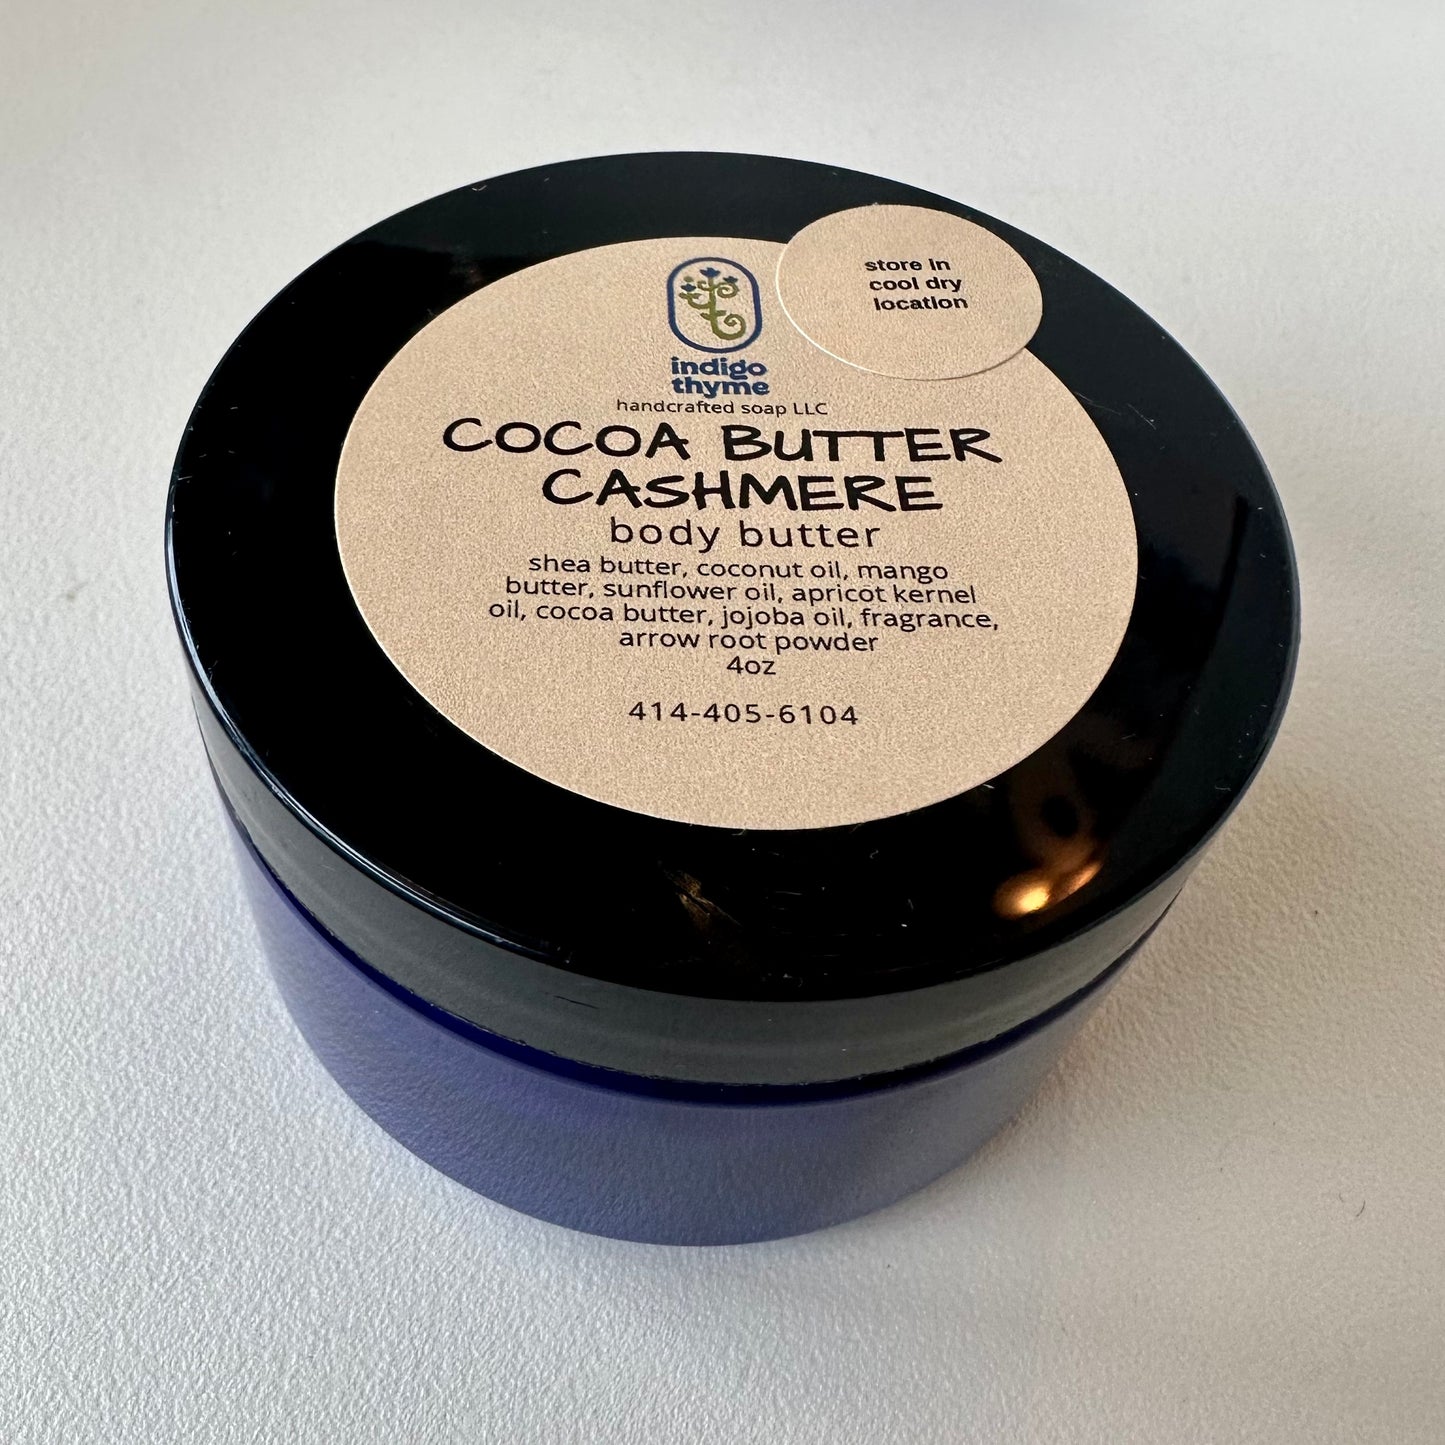 store in
cool dry
location
indigo
thyme
handcrafted soap LLC
COCOA BUTTER
CASHMERE
body butter
shea butter, coconut oil, mango
butter, sunflower oil, apricot kernel
oil, cocoa butter, jojoba oil, fragrance,
arrow root powder
4oz
414-405-6104